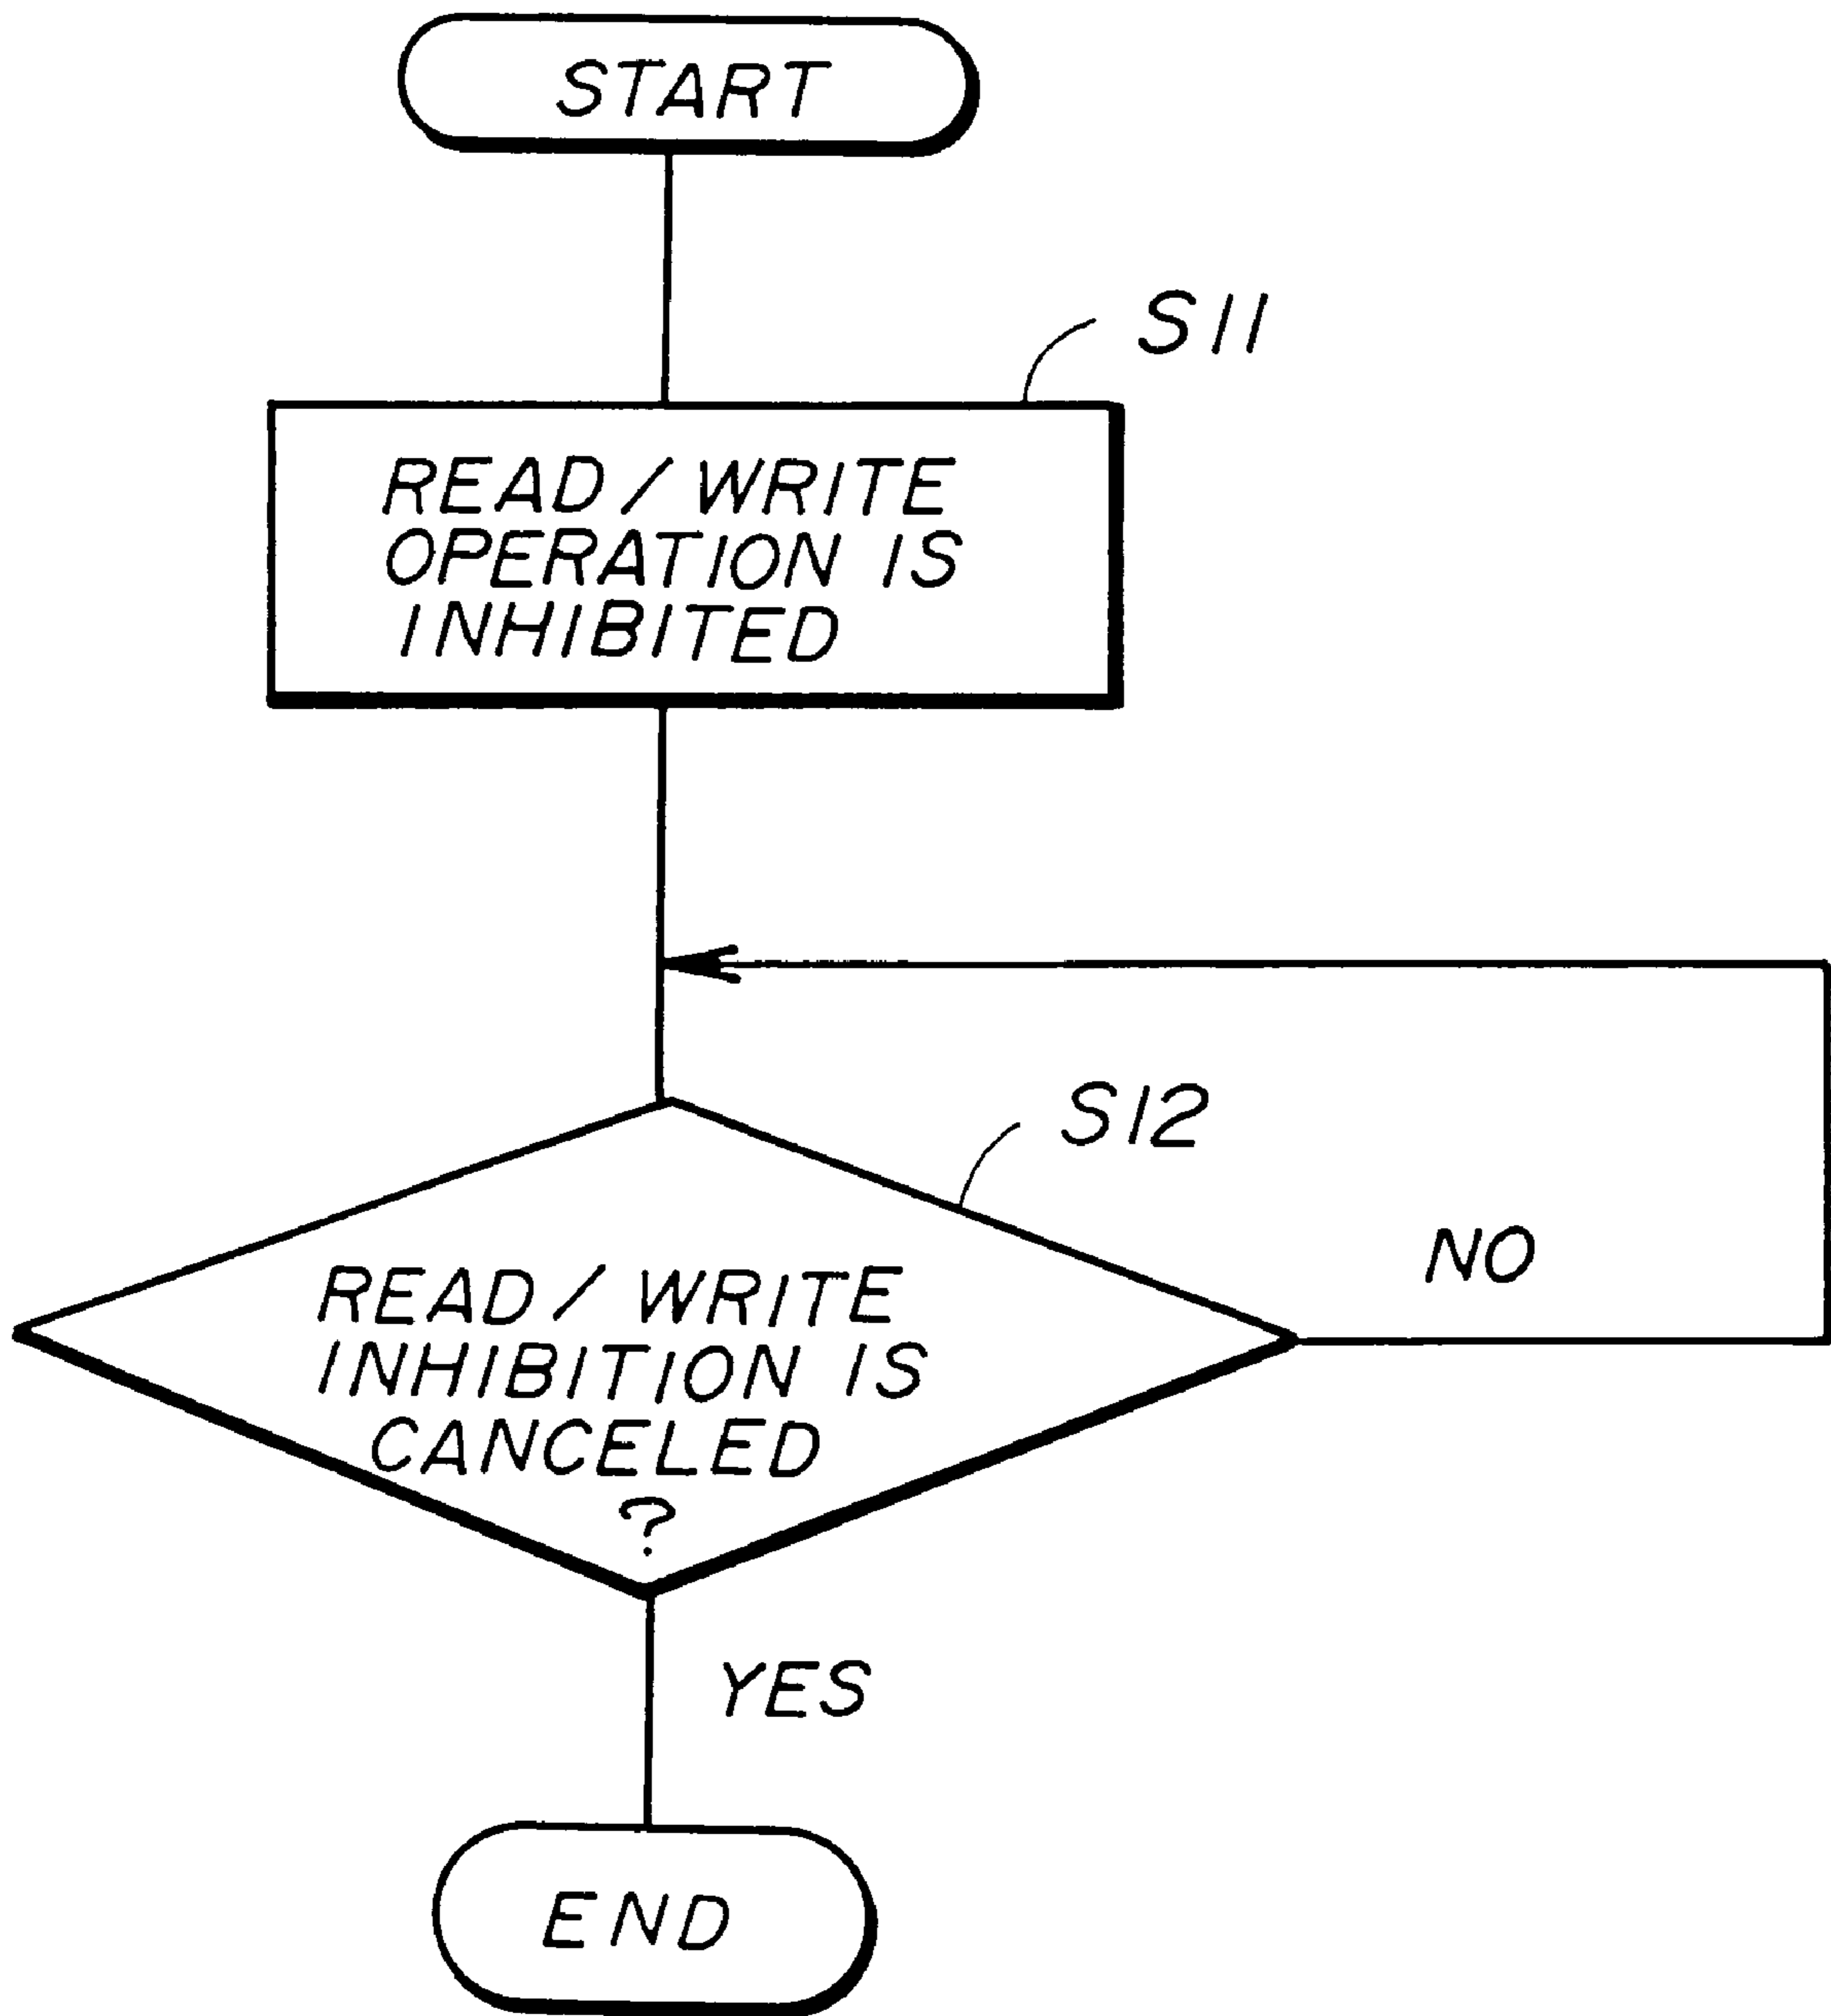 START
S11
READ/WRITE
OPERATION IS
INHIBITED
S12
READ/WRITE
INHIBITION IS
CANCELED
?
NO
YES
END